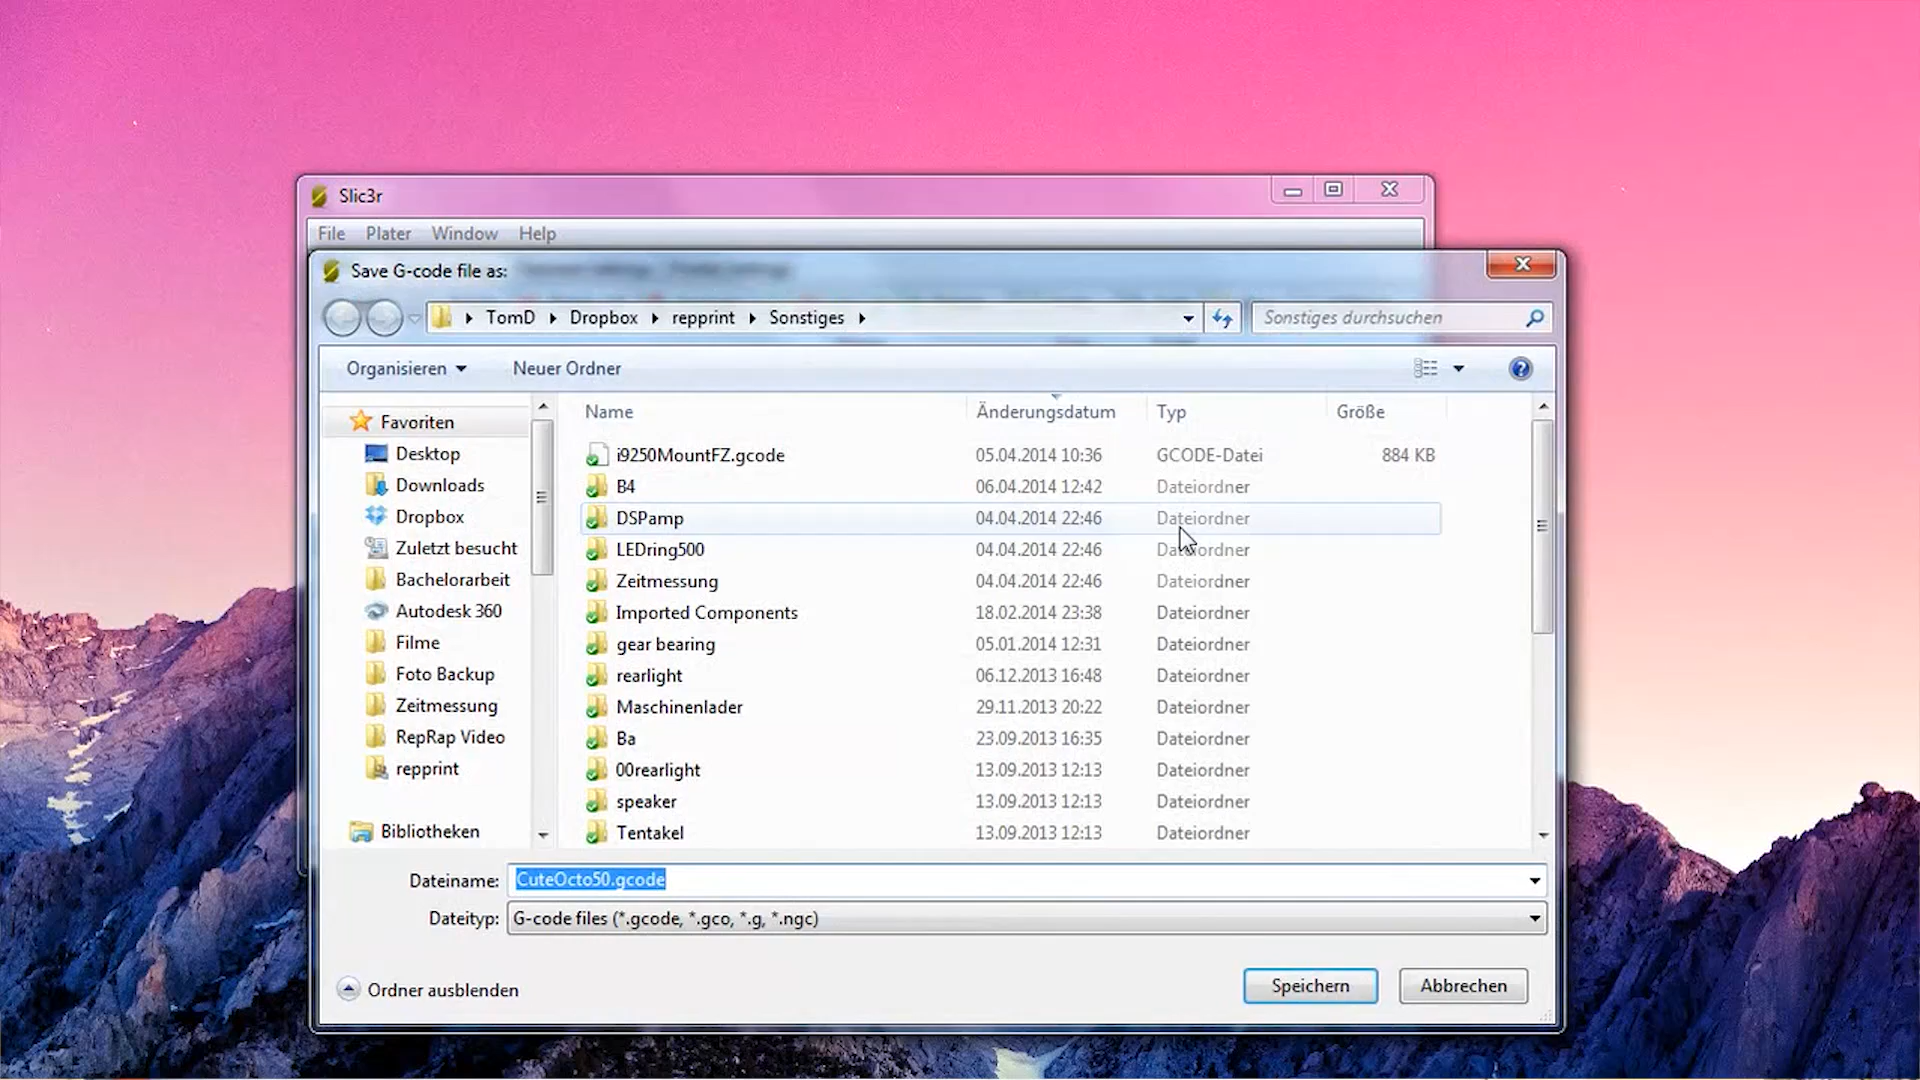 Slic3r
File Plater Window Help
Save G-code file as:
TomD Dropbox repprint Sonstiges
Sonstiges durchsuchen
Organisieren Neuer Ordner
Favoriten
Desktop
Downloads
Dropbox
Zuletzt besucht
Bachelorarbeit
Autodesk 360
Filme
Foto Backup
Zeitmessung
RepRap Video
repprint
Bibliotheken
Name Änderungsdatum Typ Größe
i9250MountFZ.gcode 05.04.2014 10:36 GCODE-Datei 884 KB
B4 06.04.2014 12:42 Dateiordner
DSPamp 04.04.2014 22:46 Dateiordner
LEDring500 04.04.2014 22:46 Dateiordner
Zeitmessung 04.04.2014 22:46 Dateiordner
Imported Components 18.02.2014 23:38 Dateiordner
gear bearing 05.01.2014 12:31 Dateiordner
rearlight 06.12.2013 16:48 Dateiordner
Maschinenlader 29.11.2013 20:22 Dateiordner
Ba 23.09.2013 16:35 Dateiordner
00rearlight 13.09.2013 12:13 Dateiordner
speaker 13.09.2013 12:13 Dateiordner
Tentakel 13.09.2013 12:13 Dateiordner
Dateiname: CuteOcto50.gcode
Dateityp: G-code files (*.gcode, *.gco, *.g, *.ngc)
Ordner ausblenden
Speichern Abbrechen